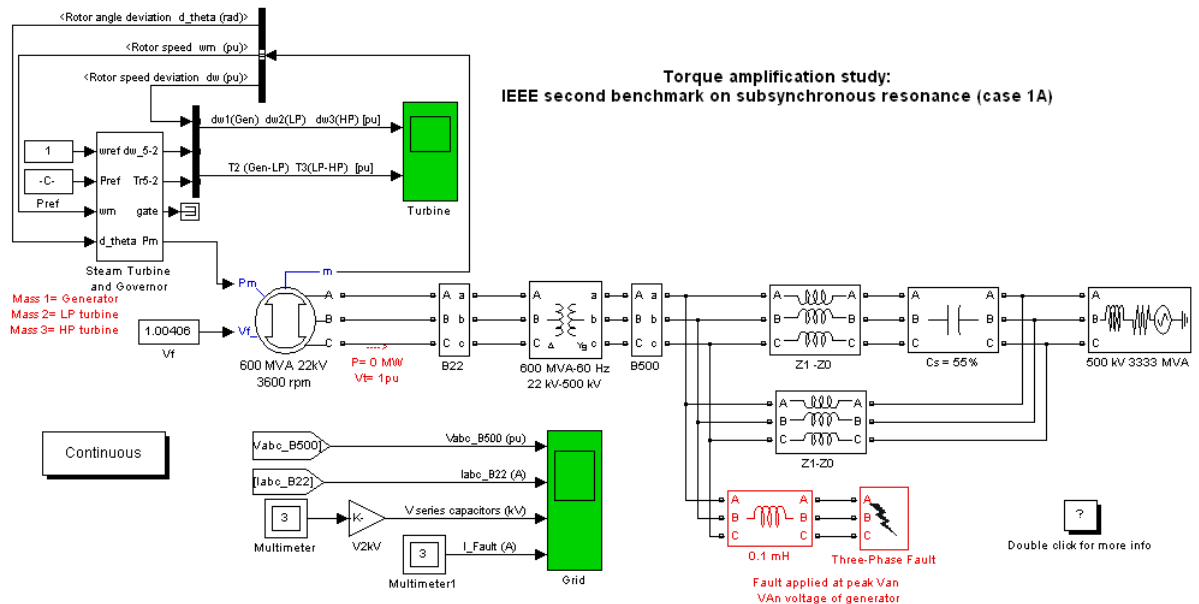 <Rotor angle deviation d_theta (rad)>
<Rotor speed wm (pu)>
<Rotor speed deviation dw (pu)>
Torque amplification study:
IEEE second benchmark on subsynchronous resonance (case 1A)
dw1(Gen) dw2(LP) dw3(HP) [pu]
T2 (Gen-LP) T3(LP-HP) [pu]
Turbine
1
-C-
Pref
wref dw_5-2
Pref Tr5-2
wm gate
d_theta Pm
Steam Turbine
and Governor
Mass 1= Generator
Mass 2= LP turbine
Mass 3= HP turbine
1.00406
Vf
m
Pm
Vf_
A
B
C
600 MVA 22kV
3600 rpm
P= 0 MW
Vt= 1pu
A a
B b
C c
B22
A a
B b
C c
Δ Yg
600 MVA-60 Hz
22 kV-500 kV
A a
B b
C c
B500
A A
B B
C C
Z1-Z0
A A
B B
C C
Cs = 55%
A
B
C
500 kV 3333 MVA
A A
B B
C C
Z1-Z0
Continuous
Vabc_B500]
[Iabc_B22]
3
Multimeter
K-
V2kV
3
Multimeter1
Vabc_B500 (pu)
Iabc_B22 (A)
V series capacitors (kV)
I_Fault (A)
Grid
A A
B B
C C
0.1 mH
A
B
C
Three-Phase Fault
Fault applied at peak Van
VAn voltage of generator
?
Double click for more info